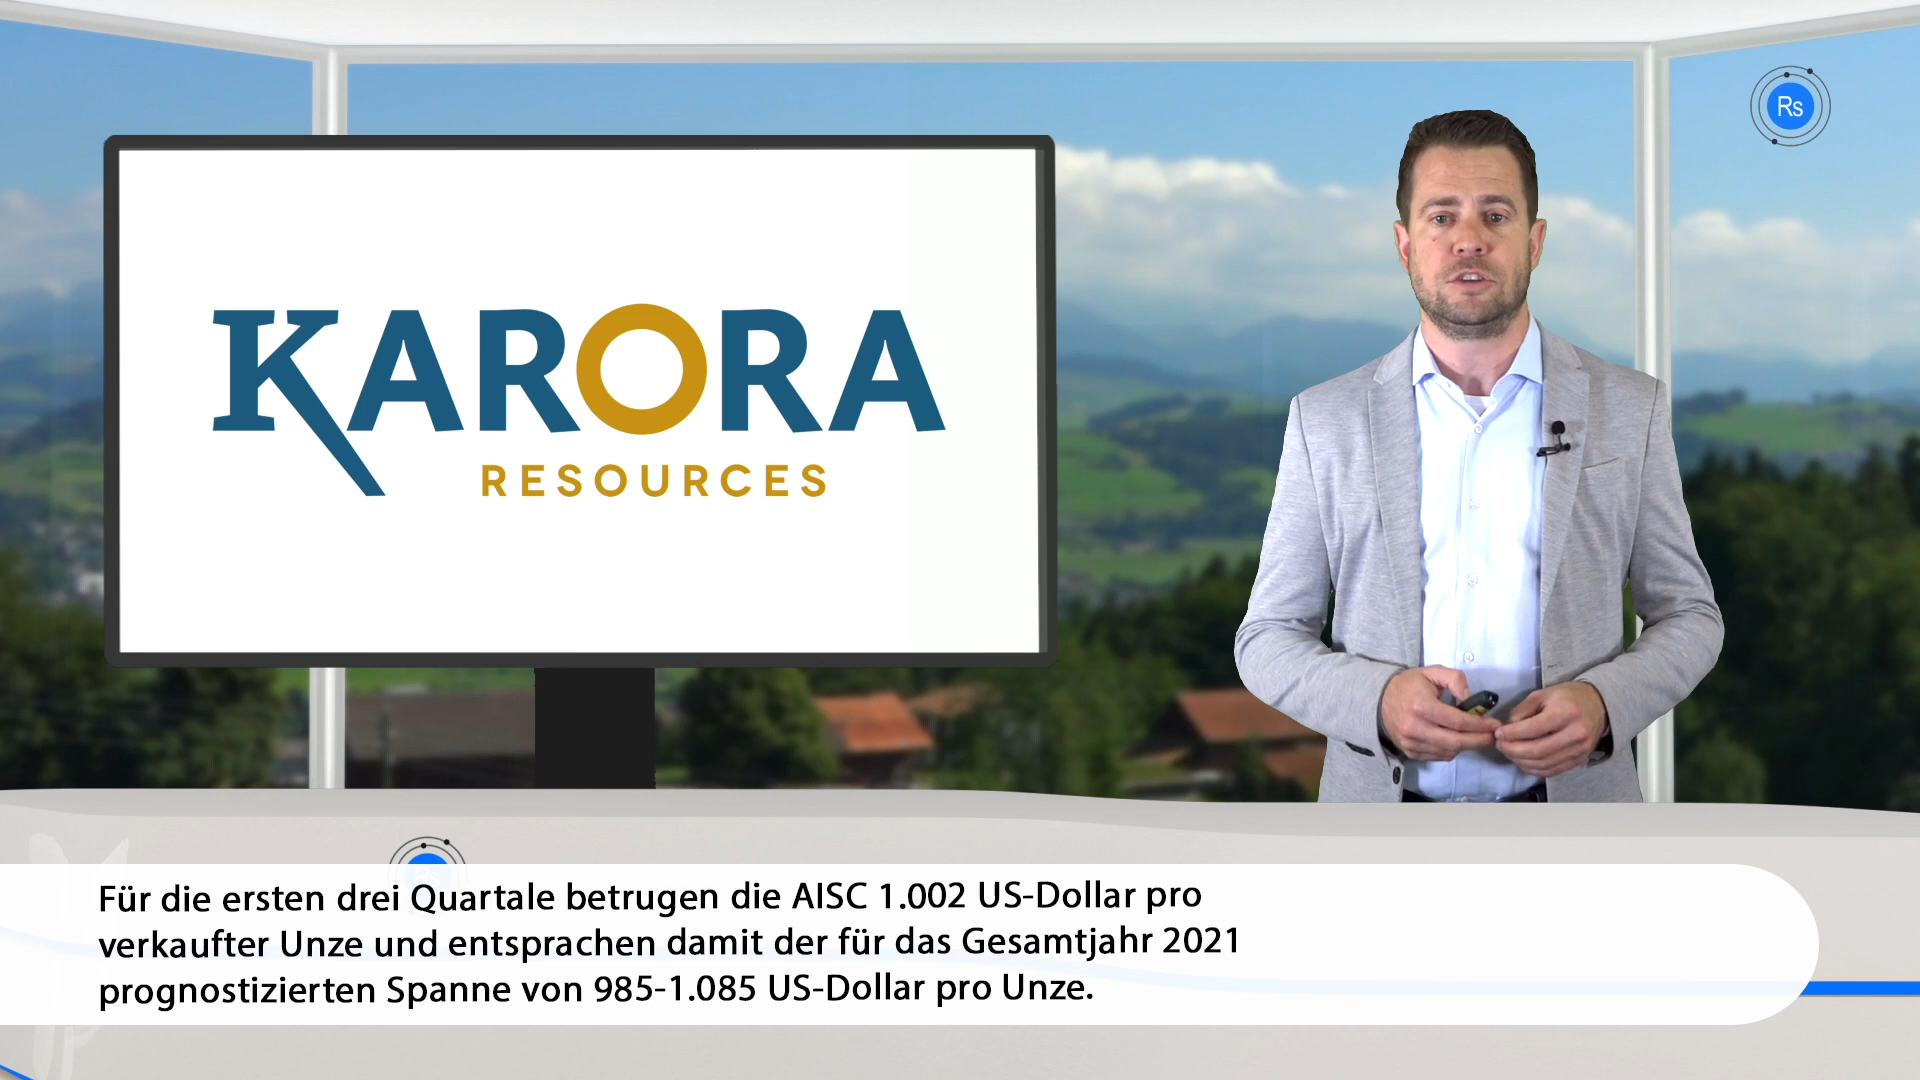 Rs
KARORA
RESOURCES
Für die ersten drei Quartale betrugen die AISC 1.002 US-Dollar pro
verkaufter Unze und entsprachen damit der für das Gesamtjahr 2021
prognostizierten Spanne von 985-1.085 US-Dollar pro Unze.